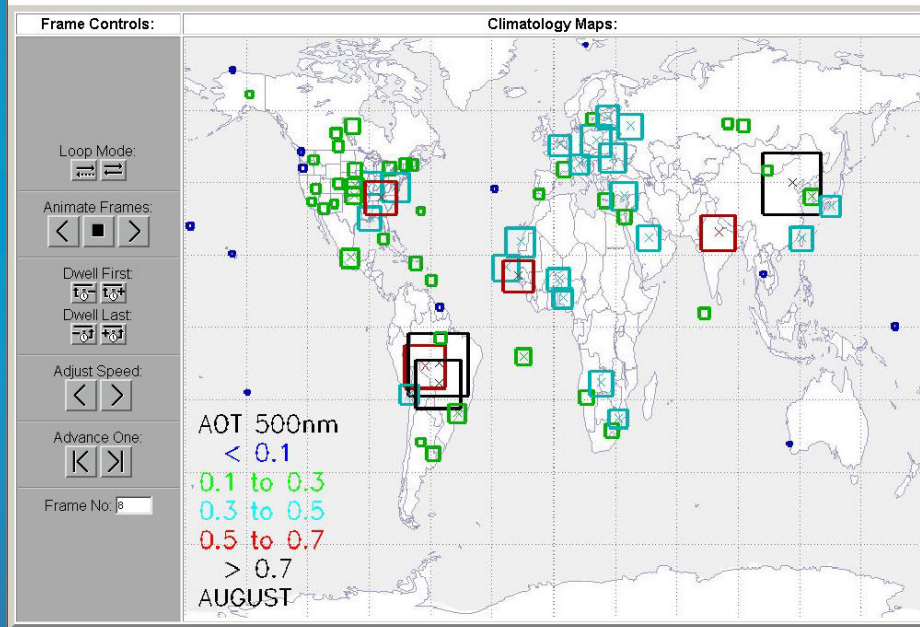 Frame Controls:
Climatology Maps:
Loop Mode:
Animate Frames:
Dwell First:
Dwell Last:
Adjust Speed:
Advance One:
Frame No: 8
AOT 500nm
< 0.1
0.1 to 0.3
0.3 to 0.5
0.5 to 0.7
> 0.7
AUGUST